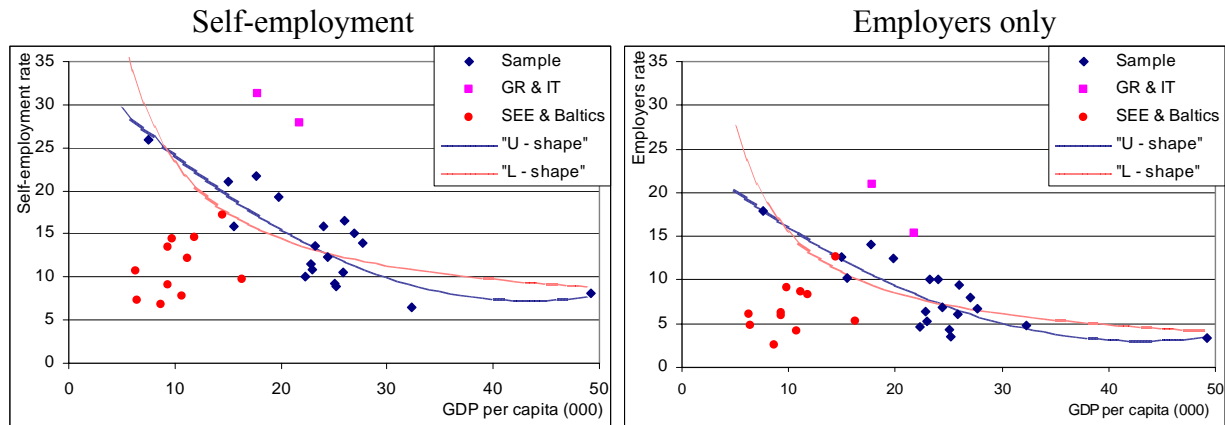 Self-employment
Self-employment rate
35
30
25
20
15
10
5
0
0 10 20 30 40 50
GDP per capita (000)
Sample
GR & IT
SEE & Baltics
"U - shape"
"L - shape"
Employers only
Employers rate
35
30
25
20
15
10
5
0
0 10 20 30 40 50
GDP per capita (000)
Sample
GR & IT
SEE & Baltics
"U - shape"
"L - shape"